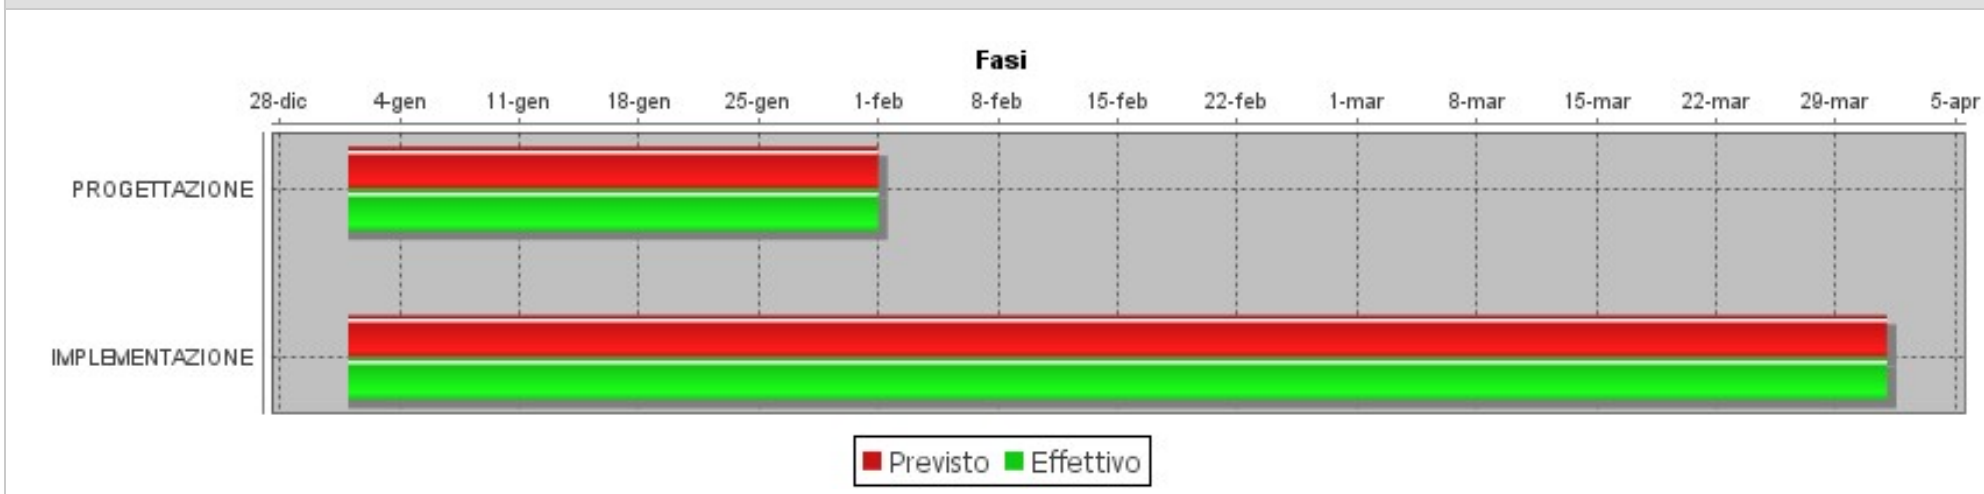 Fasi
28-dic 4-gen 11-gen 18-gen 25-gen 1-feb 8-feb 15-feb 22-feb 1-mar 8-mar 15-mar 22-mar 29-mar 5-apr
PROGETTAZIONE
IMPLEMENTAZIONE
Previsto Effettivo